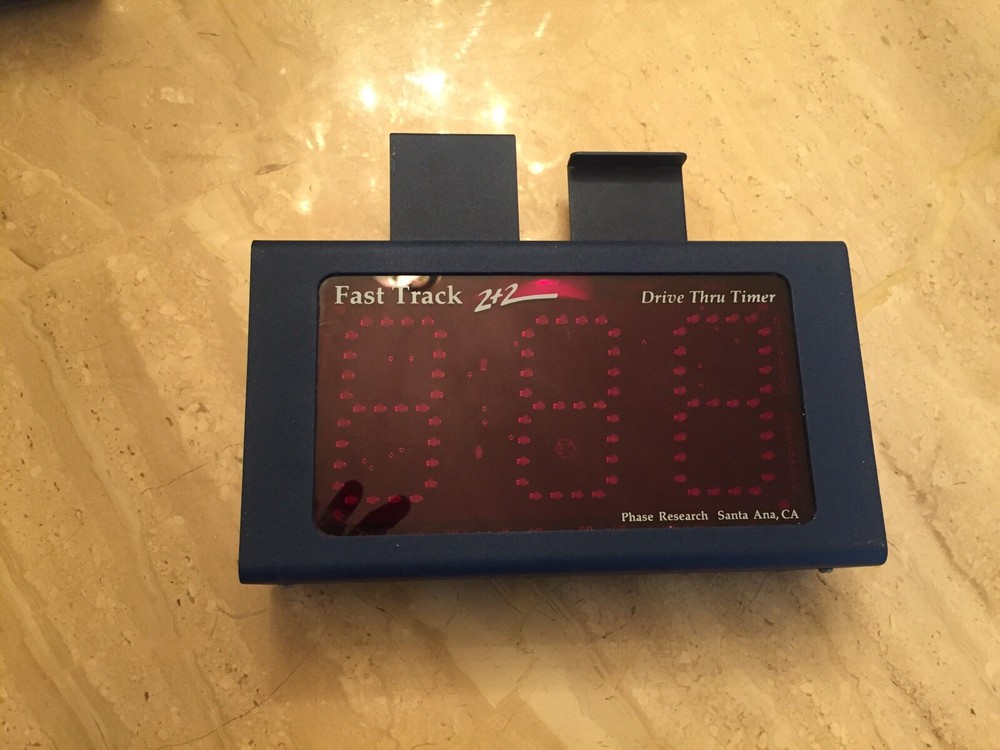 Fast Track 2+2 Drive Thru Timer
Phase Research Santa Ana, CA